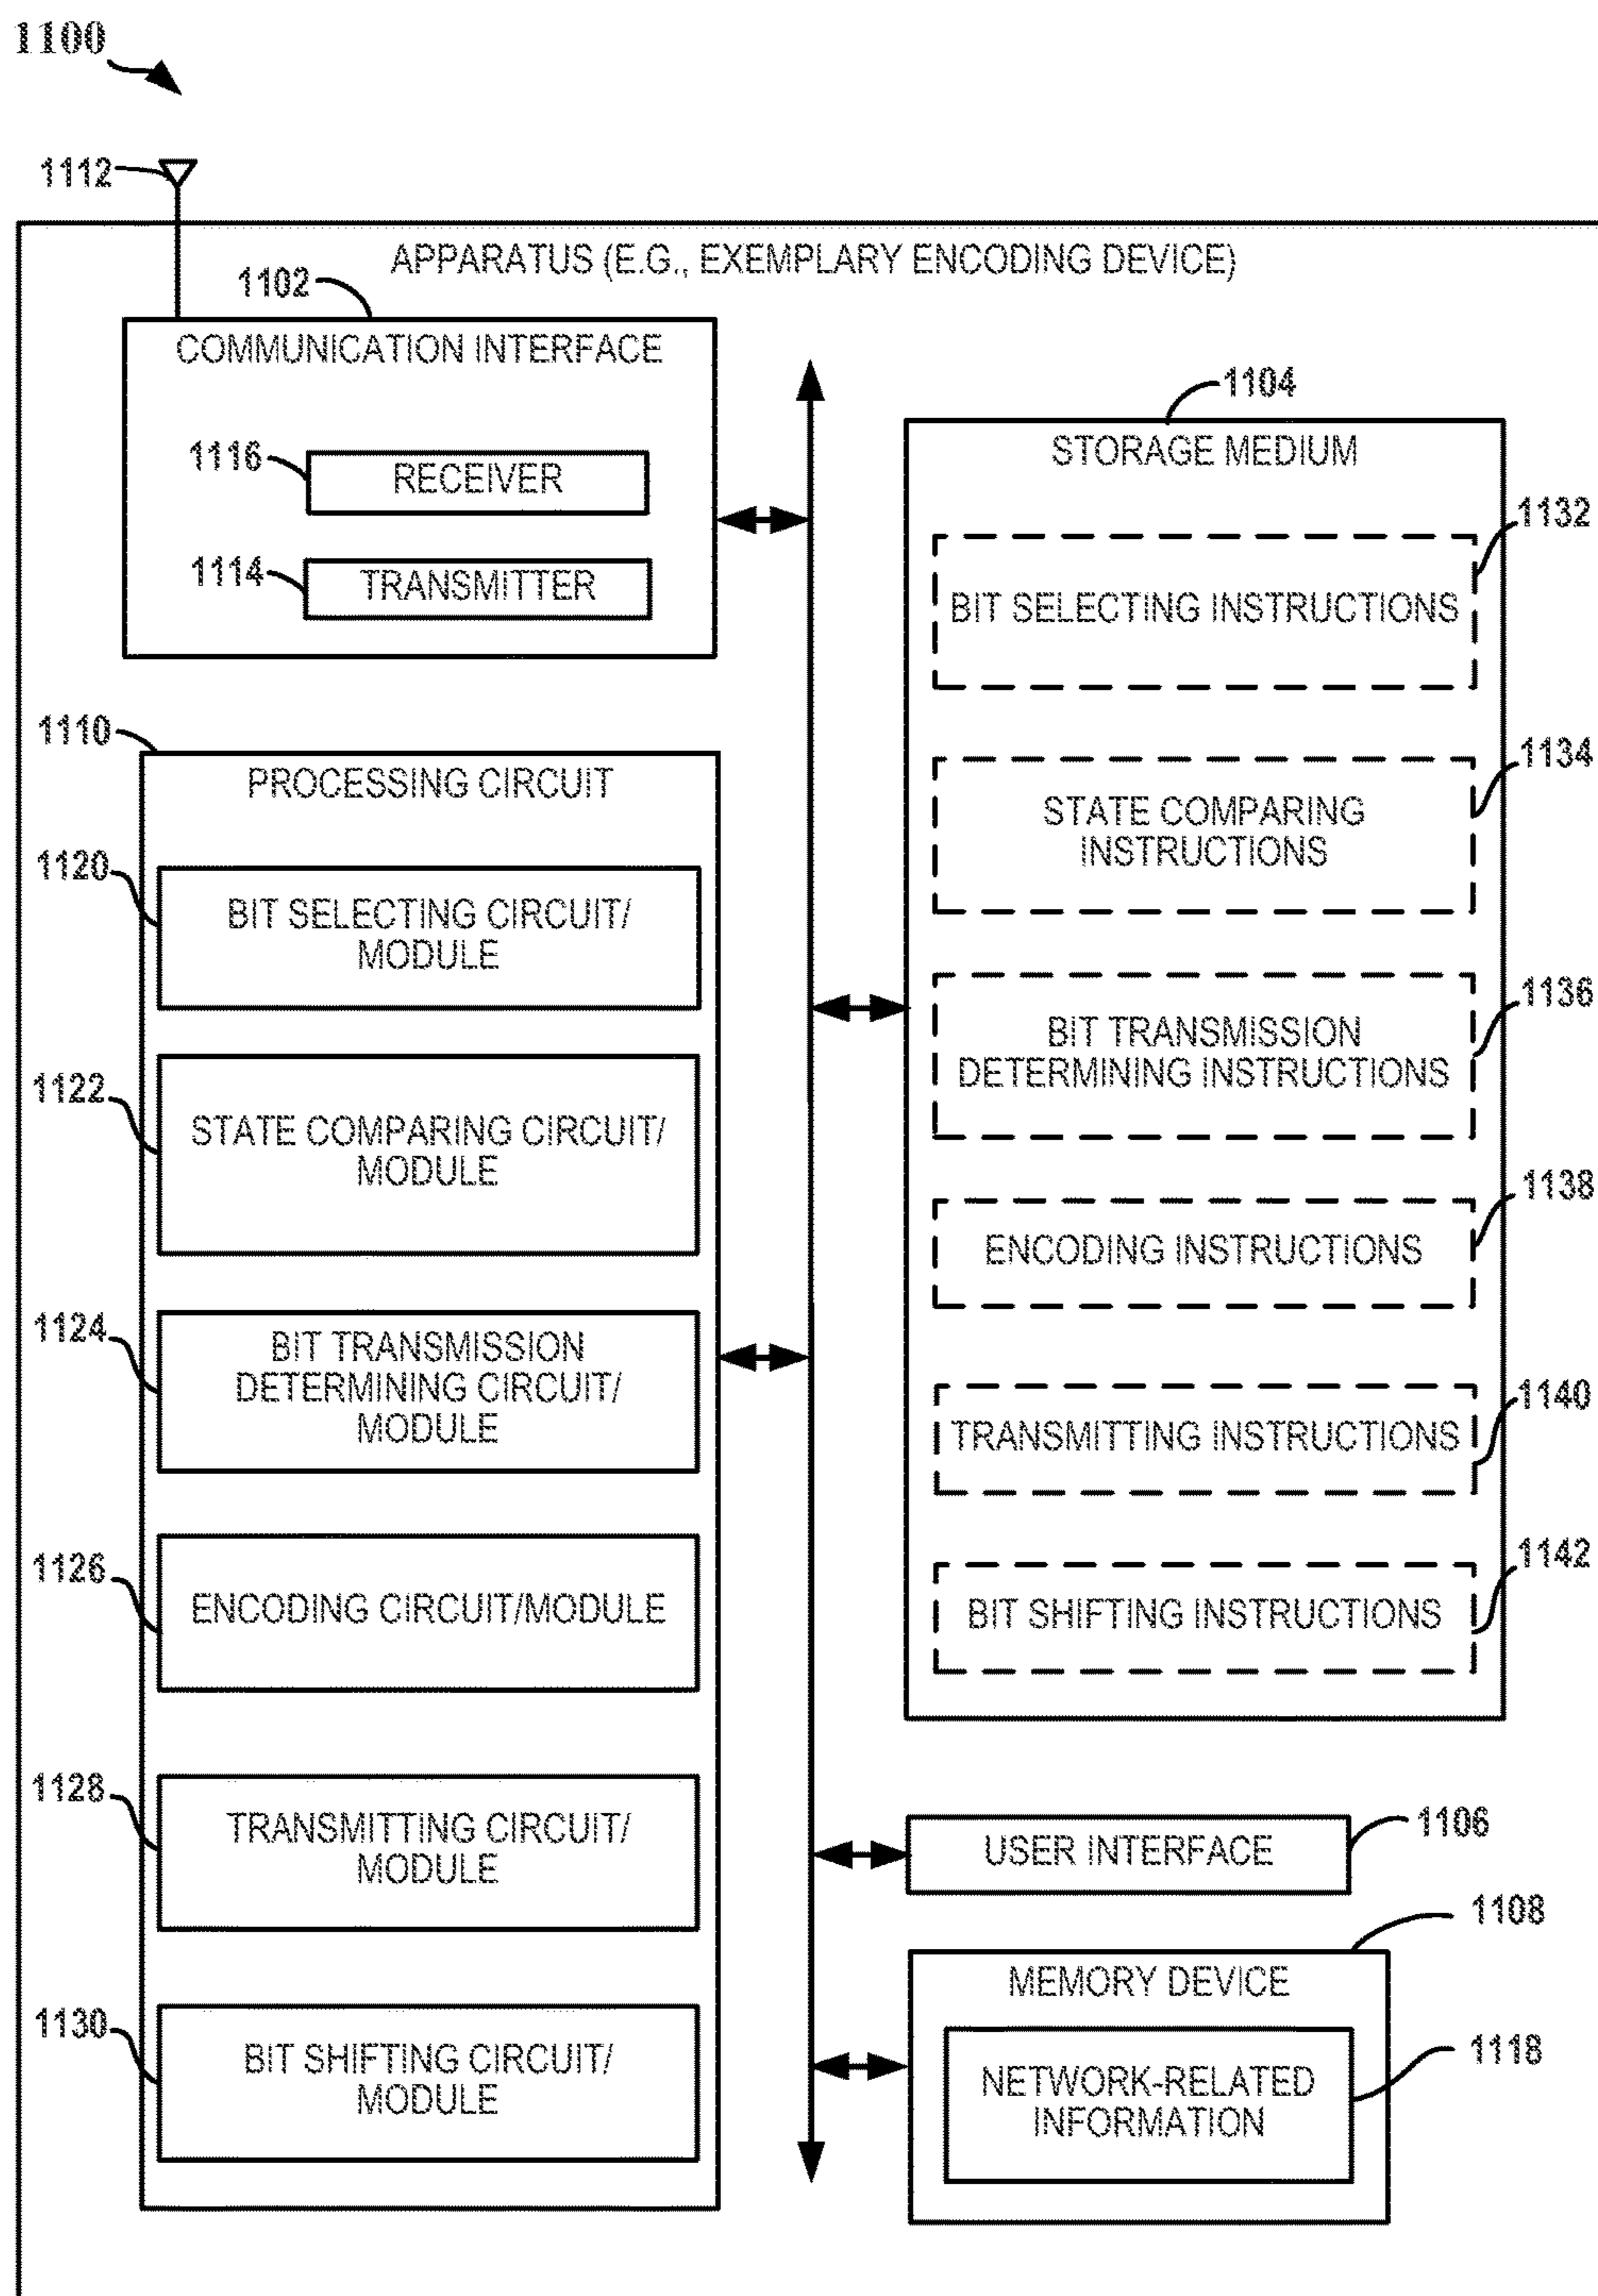 1100
1112
APPARATUS (E.G., EXEMPLARY ENCODING DEVICE)
1102
COMMUNICATION INTERFACE
1116
RECEIVER
1114
TRANSMITTER
1110
PROCESSING CIRCUIT
1120
BIT SELECTING CIRCUIT/
MODULE
1122
STATE COMPARING CIRCUIT/
MODULE
1124
BIT TRANSMISSION
DETERMINING CIRCUIT/
MODULE
1126
ENCODING CIRCUIT/MODULE
1128
TRANSMITTING CIRCUIT/
MODULE
1130
BIT SHIFTING CIRCUIT/
MODULE
1104
STORAGE MEDIUM
1132
BIT SELECTING INSTRUCTIONS
1134
STATE COMPARING
INSTRUCTIONS
1136
BIT TRANSMISSION
DETERMINING INSTRUCTIONS
1138
ENCODING INSTRUCTIONS
1140
TRANSMITTING INSTRUCTIONS
1142
BIT SHIFTING INSTRUCTIONS
1106
USER INTERFACE
1108
MEMORY DEVICE
1118
NETWORK-RELATED
INFORMATION